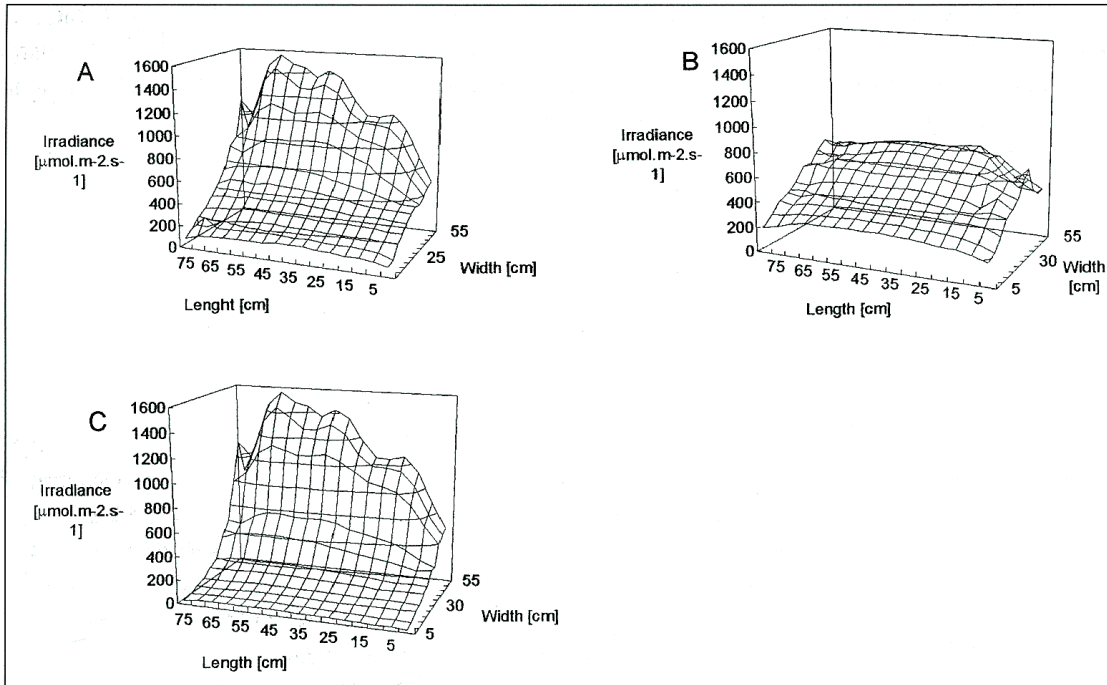 A
1600
1400
1200
1000
800
600
400
200
0
Irradiance
[μmol.m-2.s-
1]
75 65 55 45 35 25 15 5
Lenght [cm]
55
25
Width [cm]
B
1600
1400
1200
1000
800
600
400
200
0
Irradiance
[μmol.m-2.s-
1]
75 65 55 45 35 25 15 5
Length [cm]
55
30
5
Width
[cm]
C
1600
1400
1200
1000
800
600
400
200
0
Irradiance
[μmol.m-2.s-
1]
75 65 55 45 35 25 15 5
Length [cm]
55
30
5
Width [cm]